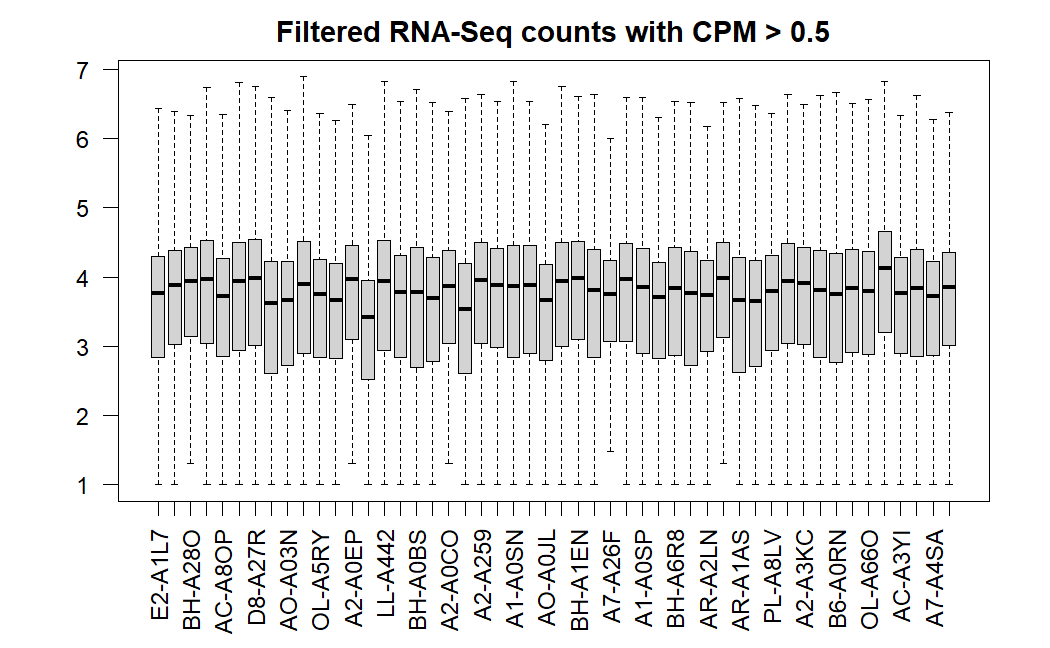 Filtered RNA-Seq counts with CPM > 0.5
7
6
5
4
3
2
1
E2-A1L7
BH-A28O
AC-A8OP
D8-A27R
AO-A03N
OL-A5RY
A2-A0EP
LL-A442
BH-A0BS
A2-A0CO
A2-A259
A1-A0SN
AO-A0JL
BH-A1EN
A7-A26F
A1-A0SP
BH-A6R8
AR-A2LN
AR-A1AS
PL-A8LV
A2-A3KC
B6-A0RN
OL-A66O
AC-A3YI
A7-A4SA